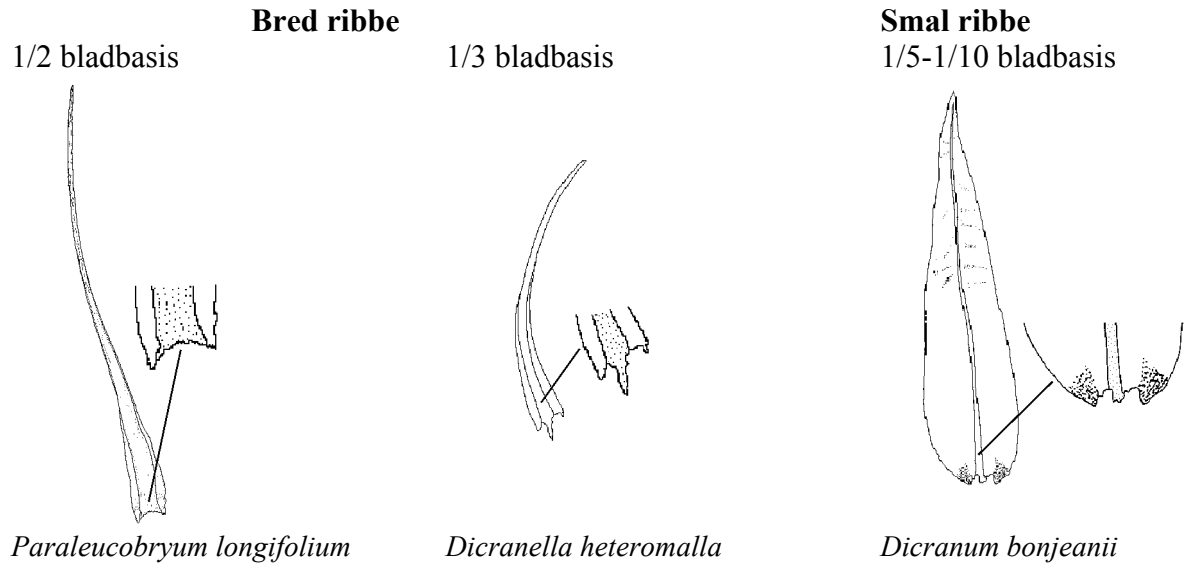 Bred ribbe
Smal ribbe
1/2 bladbasis
1/3 bladbasis
1/5-1/10 bladbasis
Paraleucobryum longifolium
Dicranella heteromalla
Dicranum bonjeanii